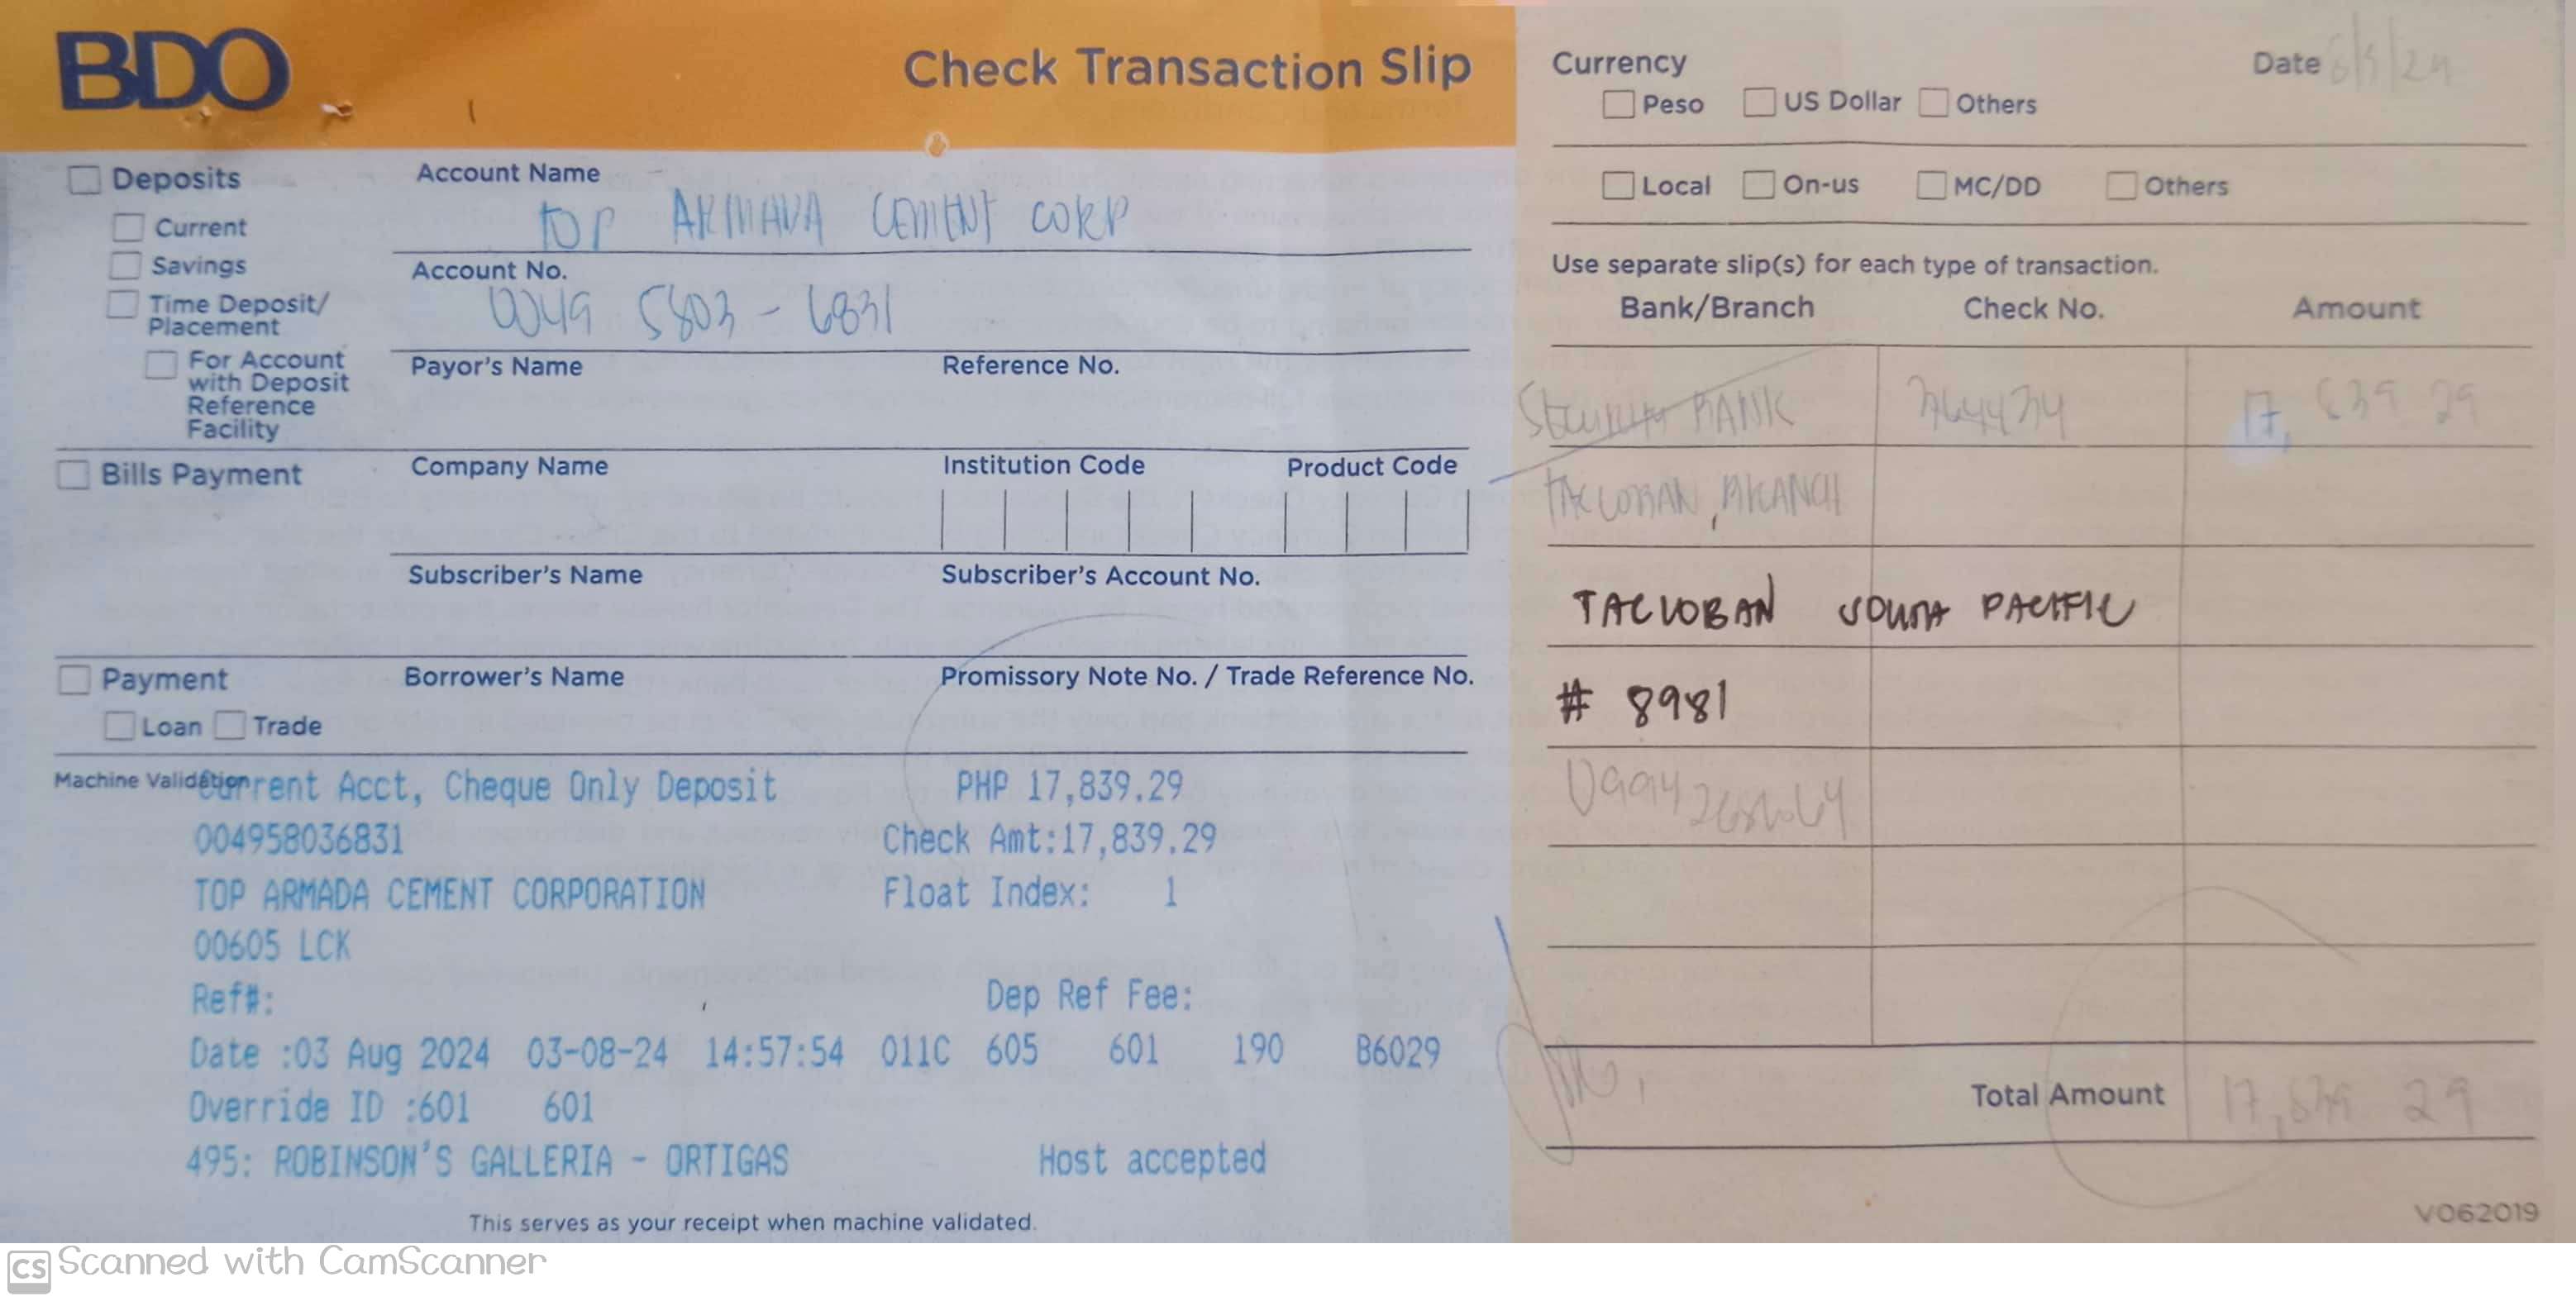 BDO
Check Transaction Slip
Currency
Date
Peso US Dollar Others
Local On-us MC/DD Others
Use separate slip(s) for each type of transaction.
Bank/Branch Check No. Amount
SECURITY BANK 29
TACLOBAN, BRANCH
TACLOBAN SOUTH PACIFIC
# 8981
Total Amount 29
V062019
Deposits
Current
Savings
Time Deposit/
Placement
For Account
with Deposit
Reference
Facility
Account Name
TOP ARMADA CEMENT CORP
Account No.
0049 5803 - 6831
Payor's Name Reference No.
Bills Payment
Company Name Institution Code Product Code
Subscriber's Name Subscriber's Account No.
Payment
Loan Trade
Borrower's Name Promissory Note No. / Trade Reference No.
Machine Validation
Current Acct, Cheque Only Deposit PHP 17,839.29
004958036831 Check Amt:17,839.29
TOP ARMADA CEMENT CORPORATION Float Index: 1
00605 LCK
Ref#: Dep Ref Fee:
Date :03 Aug 2024 03-08-24 14:57:54 011C 605 601 190 B6029
Override ID :601 601
495: ROBINSON'S GALLERIA - ORTIGAS Host accepted
This serves as your receipt when machine validated.
CS Scanned with CamScanner